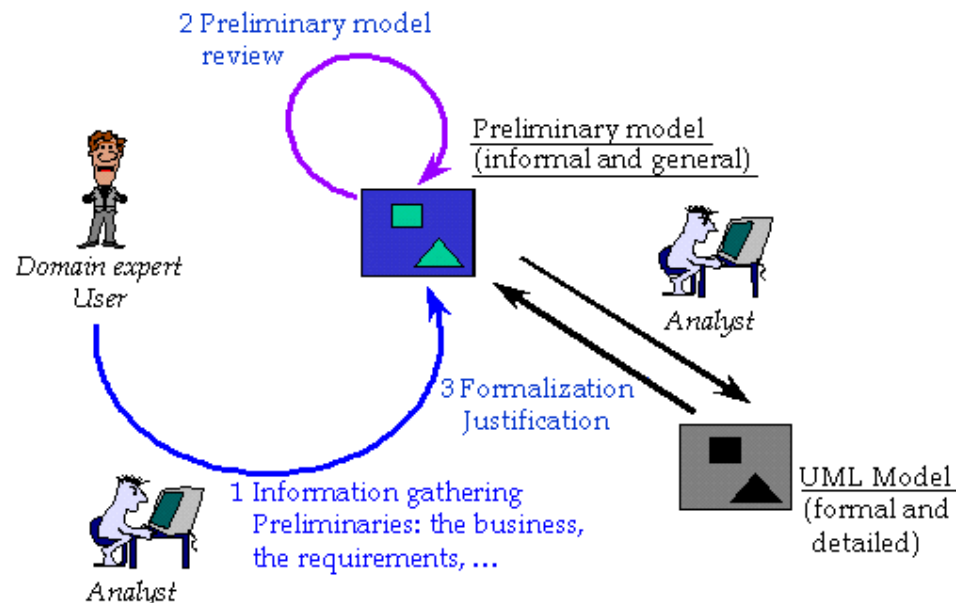 2 Preliminary model
review
Preliminary model
(informal and general)
Domain expert
User
Analyst
3 Formalization
Justification
1 Information gathering
Preliminaries: the business,
the requirements, ...
Analyst
UML Model
(formal and
detailed)